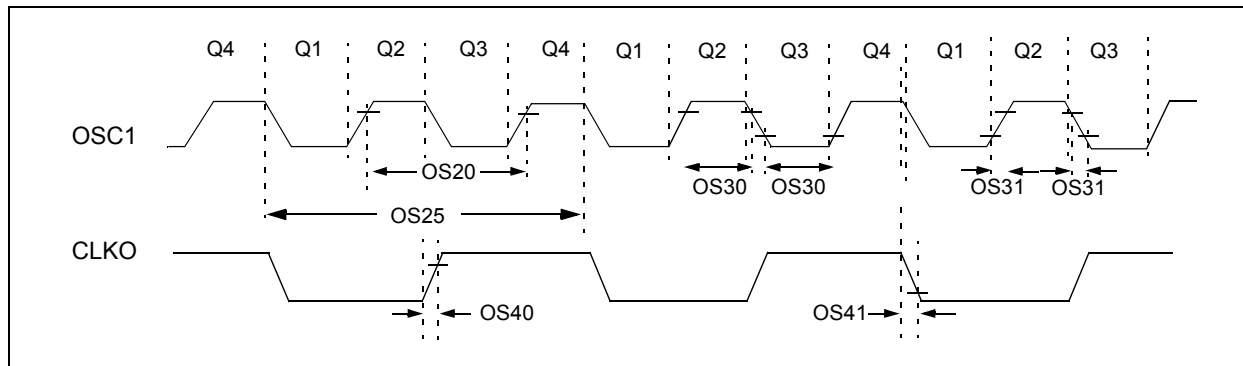 Q4 Q1 Q2 Q3 Q4 Q1 Q2 Q3 Q4 Q1 Q2 Q3
OSC1
OS20 OS30 OS30 OS31 OS31
OS25
CLKO
OS40 OS41